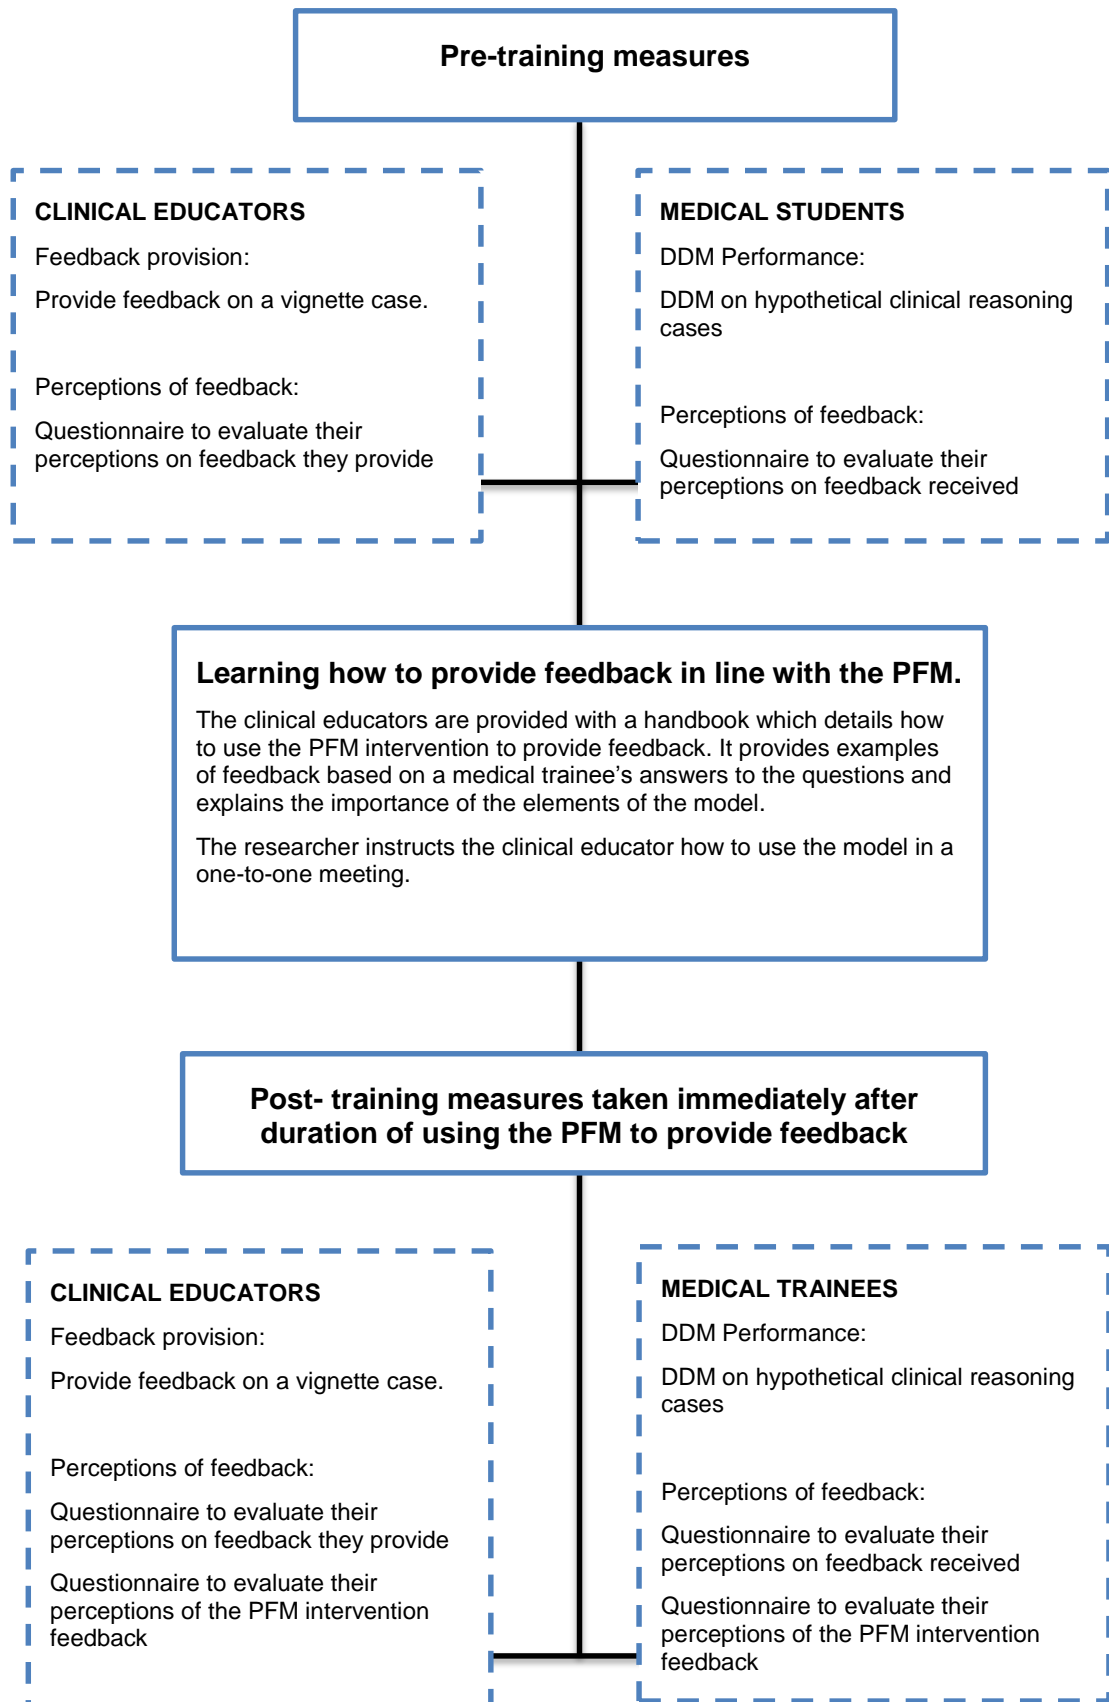 Pre-training measures
CLINICAL EDUCATORS
Feedback provision:
Provide feedback on a vignette case.
Perceptions of feedback:
Questionnaire to evaluate their
perceptions on feedback they provide
MEDICAL STUDENTS
DDM Performance:
DDM on hypothetical clinical reasoning
cases
Perceptions of feedback:
Questionnaire to evaluate their
perceptions on feedback received
Learning how to provide feedback in line with the PFM.
The clinical educators are provided with a handbook which details how
to use the PFM intervention to provide feedback. It provides examples
of feedback based on a medical trainee’s answers to the questions and
explains the importance of the elements of the model.
The researcher instructs the clinical educator how to use the model in a
one-to-one meeting.
Post- training measures taken immediately after
duration of using the PFM to provide feedback
CLINICAL EDUCATORS
Feedback provision:
Provide feedback on a vignette case.
Perceptions of feedback:
Questionnaire to evaluate their
perceptions on feedback they provide
Questionnaire to evaluate their
perceptions of the PFM intervention
feedback
MEDICAL TRAINEES
DDM Performance:
DDM on hypothetical clinical reasoning
cases
Perceptions of feedback:
Questionnaire to evaluate their
perceptions on feedback received
Questionnaire to evaluate their
perceptions of the PFM intervention
feedback